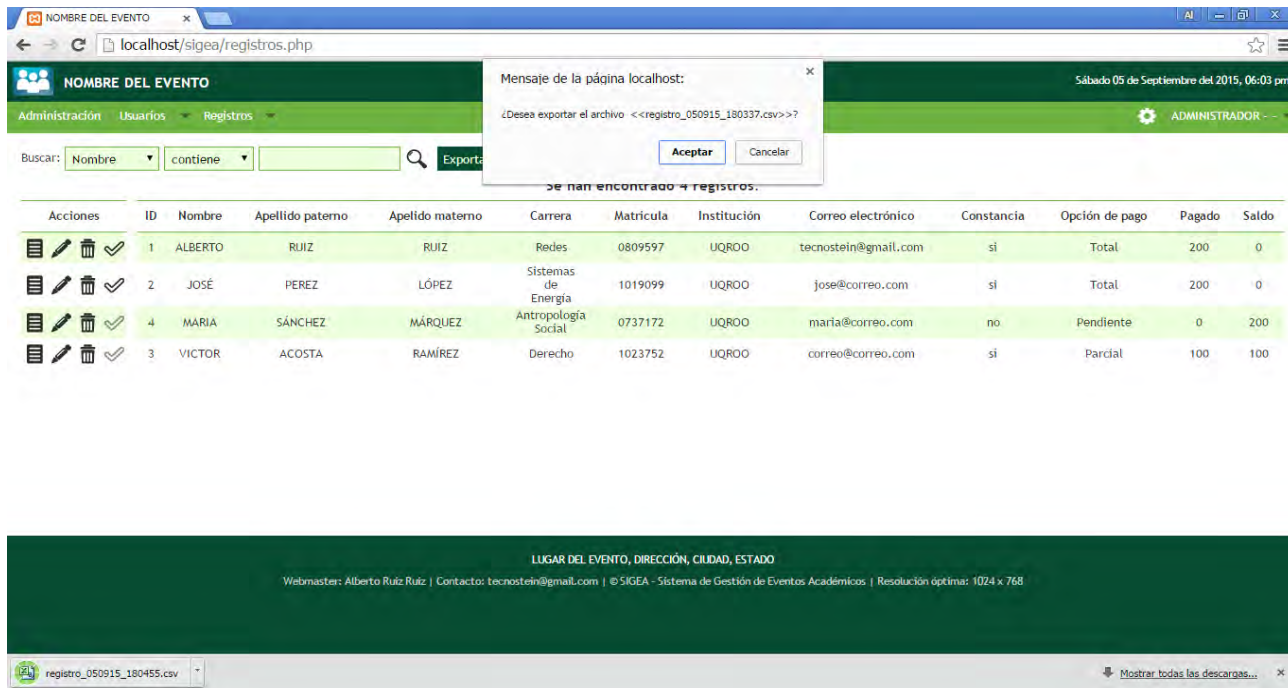 NOMBRE DEL EVENTO
Al
localhost/sigea/registros.php
NOMBRE DEL EVENTO
Sábado 05 de Septiembre del 2015, 06:03 pm
Mensaje de la página localhost:
¿Desea exportar el archivo <<registro_050915_180337.csv>>?
Aceptar Cancelar
Administración Usuarios Registros ADMINISTRADOR - -
Buscar: Nombre contiene Exporta
Se han encontrado 4 registros.
Acciones ID Nombre Apellido paterno Apelido materno Carrera Matricula Institución Correo electrónico Constancia Opción de pago Pagado Saldo
1 ALBERTO RUIZ RUIZ Redes 0809597 UQROO tecnostein@gmail.com si Total 200 0
2 JOSÉ PEREZ LÓPEZ Sistemas de Energía 1019099 UQROO jose@correo.com si Total 200 0
4 MARIA SÁNCHEZ MÁRQUEZ Antropología Social 0737172 UQROO maria@correo.com no Pendiente 0 200
3 VICTOR ACOSTA RAMÍREZ Derecho 1023752 UQROO correo@correo.com si Parcial 100 100
LUGAR DEL EVENTO, DIRECCIÓN, CIUDAD, ESTADO
Webmaster: Alberto Ruiz Ruiz | Contacto: tecnostein@gmail.com | © SIGEA - Sistema de Gestión de Eventos Académicos | Resolución óptima: 1024 x 768
registro_050915_180455.csv
Mostrar todas las descargas...